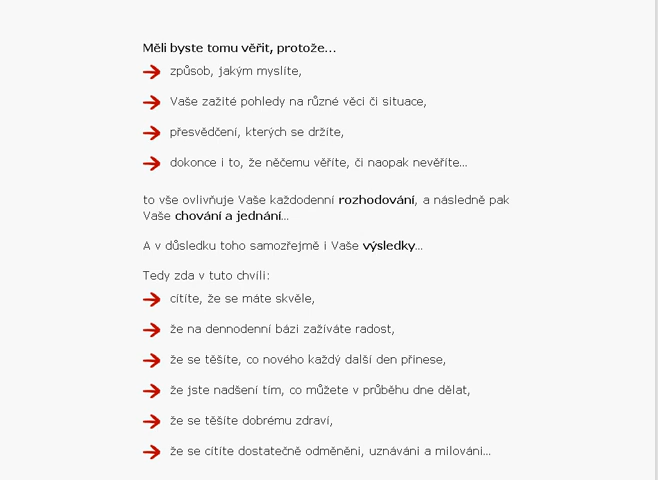 Měli byste tomu věřit, protože...
způsob, jakým myslíte,
Vaše zažité pohledy na různé věci či situace,
přesvědčení, kterých se držíte,
dokonce i to, že něčemu věříte, či naopak nevěříte...
to vše ovlivňuje Vaše každodenní rozhodování, a následně pak
Vaše chování a jednání...
A v důsledku toho samozřejmě i Vaše výsledky...
Tedy zda v tuto chvíli:
cítíte, že se máte skvěle,
že na dennodenní bázi zažíváte radost,
že se těšíte, co nového každý další den přinese,
že jste nadšení tím, co můžete v průběhu dne dělat,
že se těšíte dobrému zdraví,
že se cítíte dostatečně odměněni, uznáváni a milováni...